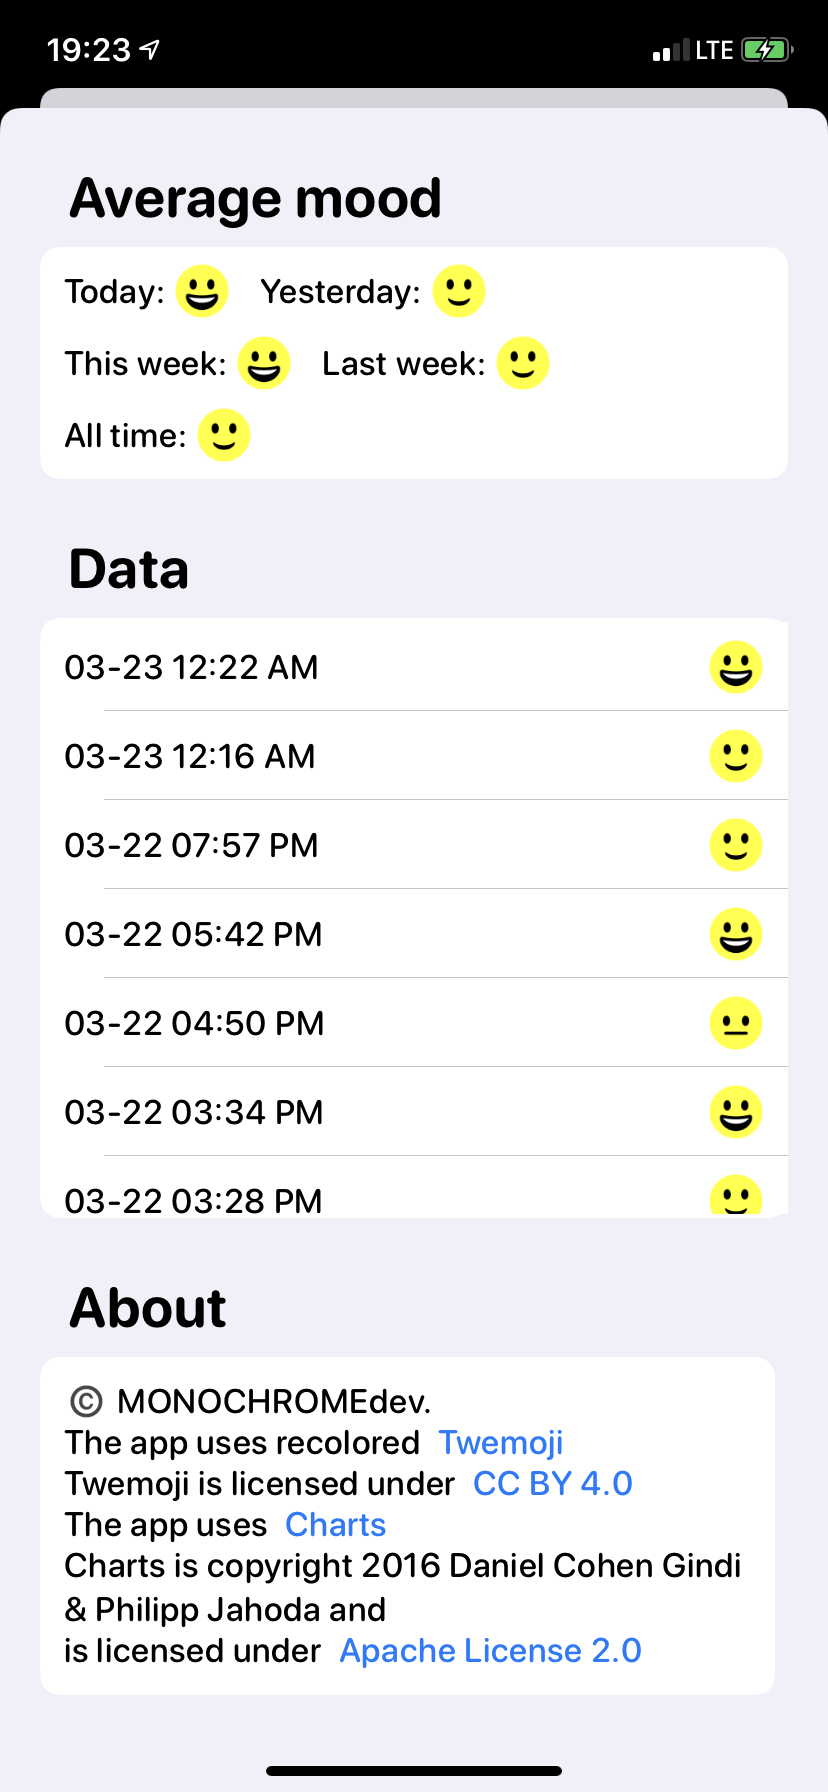 19:23 LTE
Average mood
Today: Yesterday:
This week: Last week:
All time:
Data
03-23 12:22 AM
03-23 12:16 AM
03-22 07:57 PM
03-22 05:42 PM
03-22 04:50 PM
03-22 03:34 PM
03-22 03:28 PM
About
© MONOCHROMEdev.
The app uses recolored Twemoji
Twemoji is licensed under CC BY 4.0
The app uses Charts
Charts is copyright 2016 Daniel Cohen Gindi
& Philipp Jahoda and
is licensed under Apache License 2.0